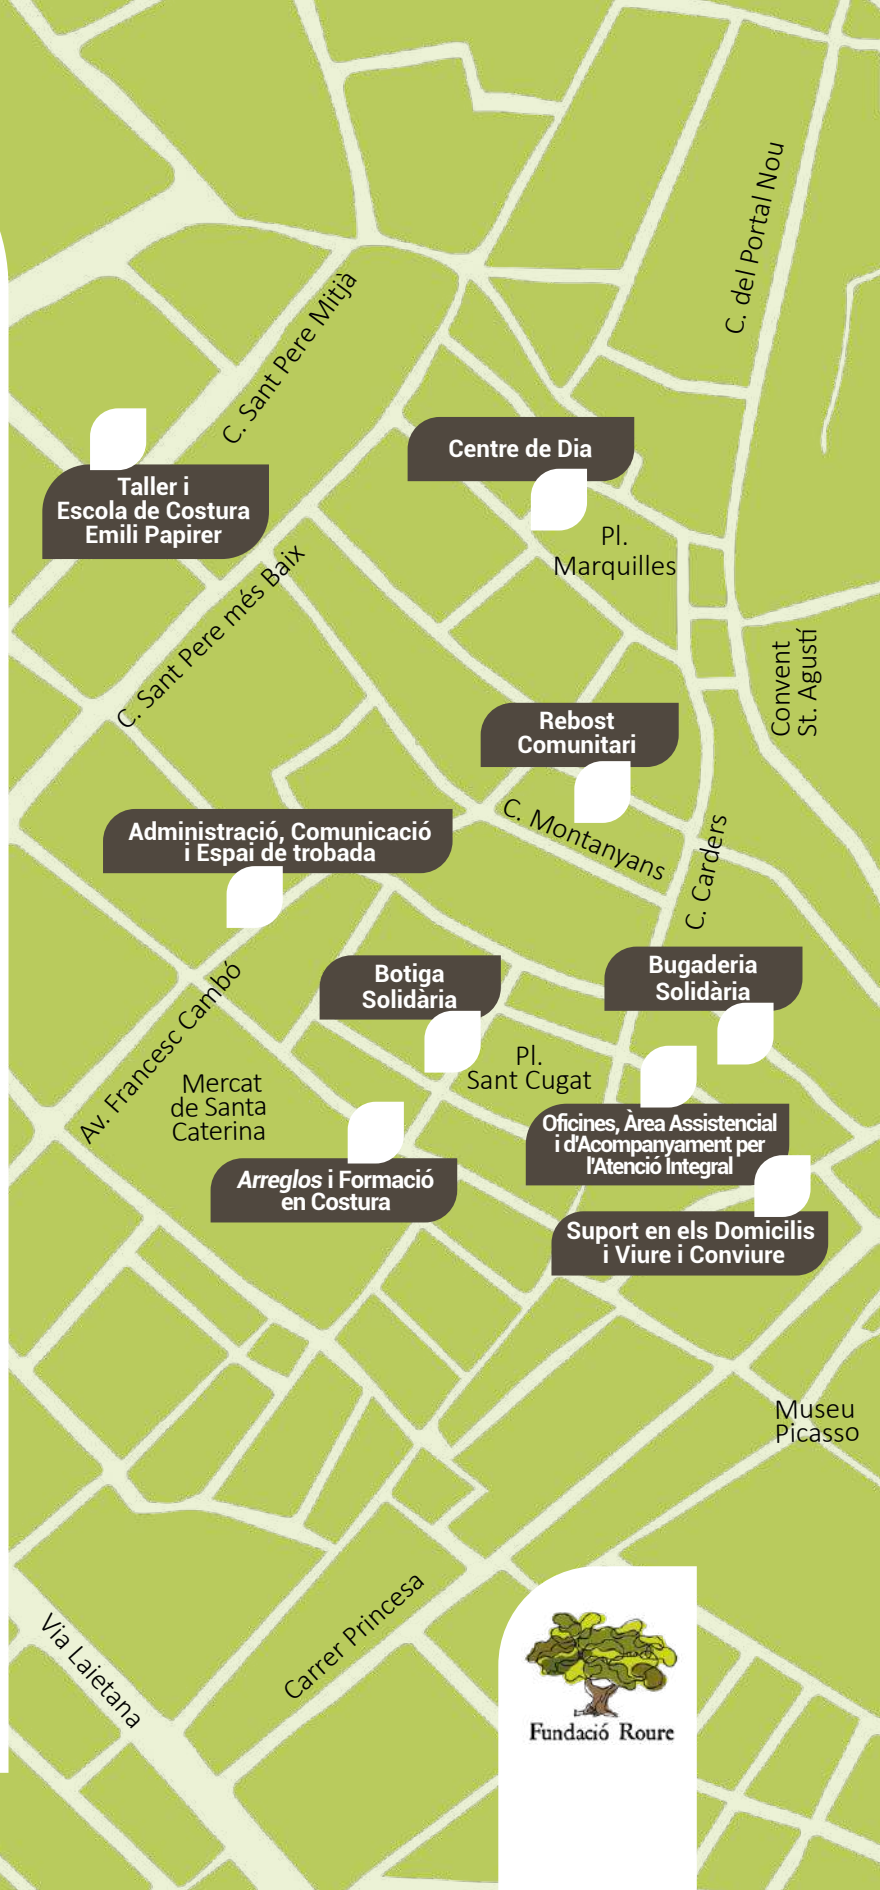 C. del Portal Nou
C. Sant Pere Mitjà
Centre de Dia
Taller i
Escola de Costura
Emili Papirer
Pl.
Marquilles
C. Sant Pere més Baix
Convent
St. Agustí
Rebost
Comunitari
C. Montanyans
Administració, Comunicació
i Espai de trobada
C. Carders
Botiga
Solidària
Bugaderia
Solidària
Av. Francesc Cambó
Pl.
Sant Cugat
Mercat
de Santa
Caterina
Oficines, Àrea Assistencial
i d'Acompanyament per
l'Atenció Integral
Arreglos i Formació
en Costura
Suport en els Domicilis
i Viure i Conviure
Museu
Picasso
Carrer Princesa
Via Laietana
Fundació Roure